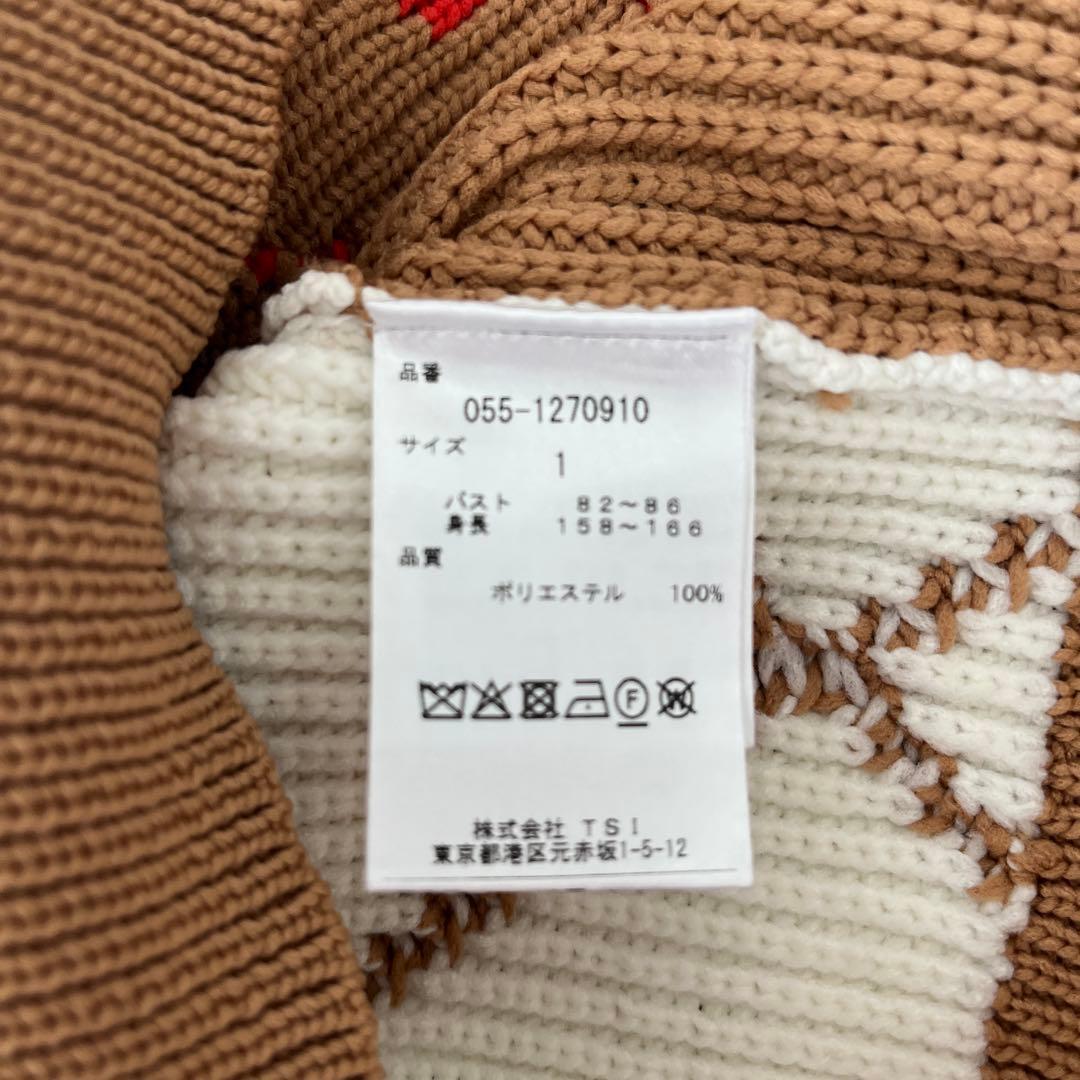 品番
055-1270910
サイズ
1
バスト 82～86
身長 158～166
品質
ポリエステル 100%
F W
株式会社 TSI
東京都港区元赤坂1-5-12